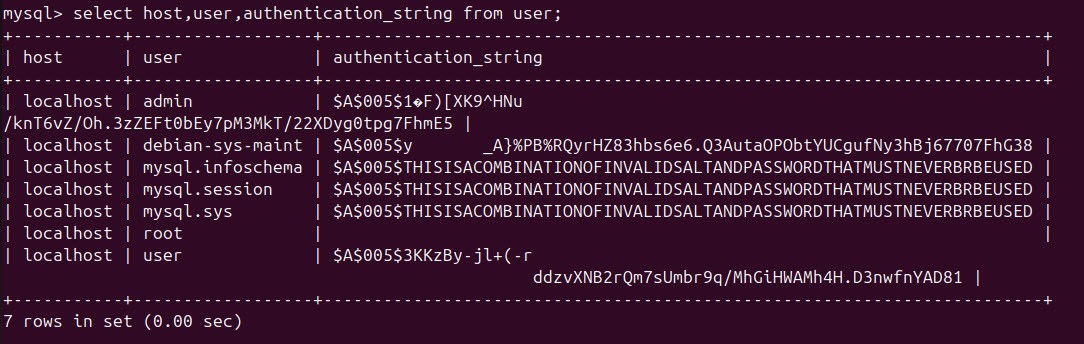 mysql> select host,user,authentication_string from user;
+-----------+------------------+------------------------------------------------------------------------+
| host      | user             | authentication_string                                                  |
+-----------+------------------+------------------------------------------------------------------------+
| localhost | admin            | $A$005$1�F)[XK9^HNu
/knT6vZ/Oh.3zZEFt0bEy7pM3MkT/22XDyg0tpg7FhmE5 |
| localhost | debian-sys-maint | $A$005$y       _A}%PB%RQyrHZ83hbs6e6.Q3AutaOPObtYUCgufNy3hBj67707FhG38 |
| localhost | mysql.infoschema | $A$005$THISISACOMBINATIONOFINVALIDSALTANDPASSWORDTHATMUSTNEVERBRBEUSED |
| localhost | mysql.session    | $A$005$THISISACOMBINATIONOFINVALIDSALTANDPASSWORDTHATMUSTNEVERBRBEUSED |
| localhost | mysql.sys        | $A$005$THISISACOMBINATIONOFINVALIDSALTANDPASSWORDTHATMUSTNEVERBRBEUSED |
| localhost | root             |                                                                        |
| localhost | user             | $A$005$3KKzBy-jl+(-r
ddzvXNB2rQm7sUmbr9q/MhGiHWAMh4H.D3nwfnYAD81 |
+-----------+------------------+------------------------------------------------------------------------+
7 rows in set (0.00 sec)